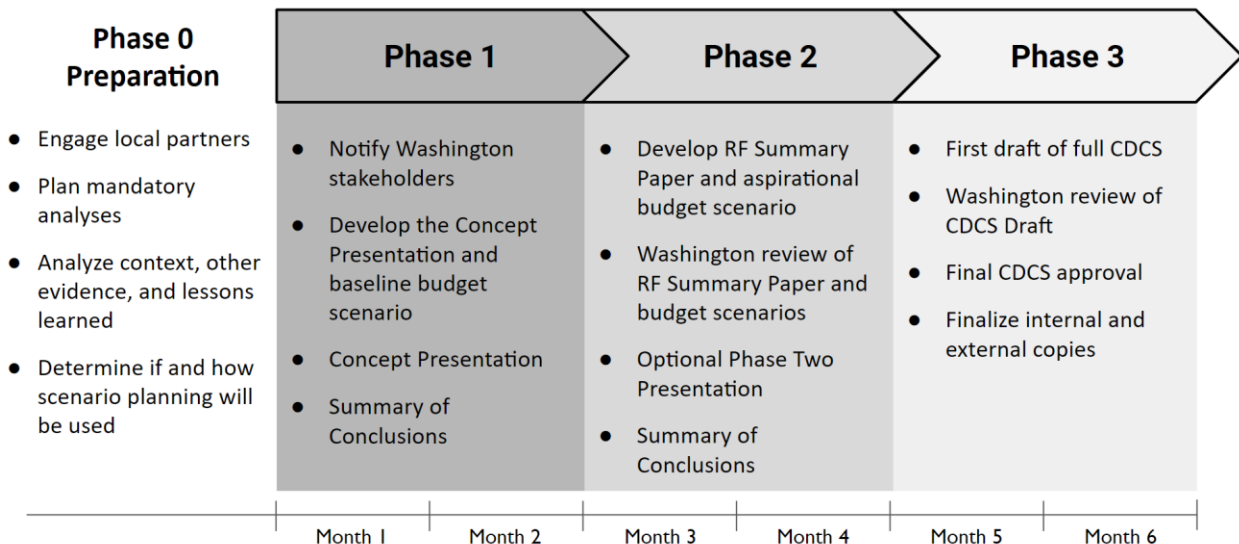 Phase 0
Preparation
● Engage local partners
● Plan mandatory
analyses
● Analyze context, other
evidence, and lessons
learned
● Determine if and how
scenario planning will
be used
Phase 1
● Notify Washington
stakeholders
● Develop the Concept
Presentation and
baseline budget
scenario
● Concept Presentation
● Summary of
Conclusions
Phase 2
● Develop RF Summary
Paper and aspirational
budget scenario
● Washington review of
RF Summary Paper and
budget scenarios
● Optional Phase Two
Presentation
● Summary of
Conclusions
Phase 3
● First draft of full CDCS
● Washington review of
CDCS Draft
● Final CDCS approval
● Finalize internal and
external copies
Month 1
Month 2
Month 3
Month 4
Month 5
Month 6